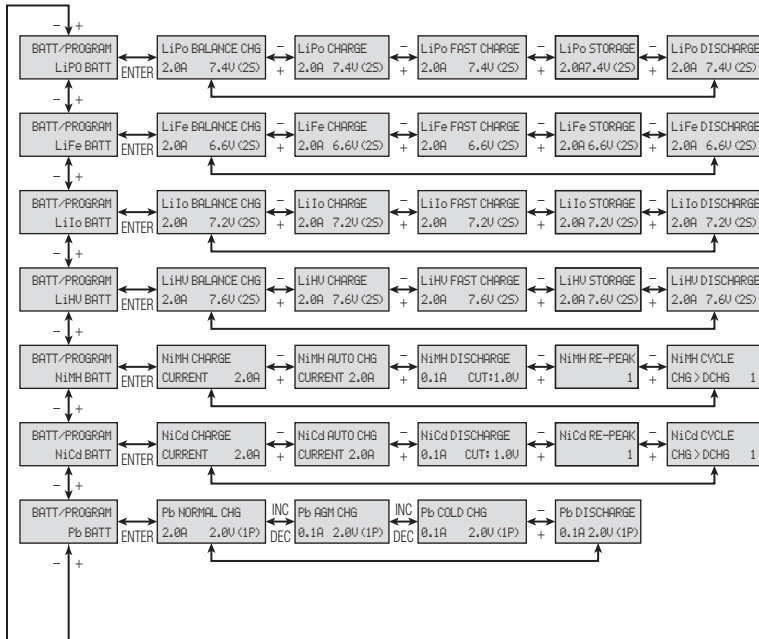 − +
BATT/PROGRAM
LiPO BATT
ENTER
LiPo BALANCE CHG
2.0A 7.4V (2S)
−
+
LiPo CHARGE
2.0A 7.4V (2S)
−
+
LiPo FAST CHARGE
2.0A 7.4V (2S)
−
+
LiPo STORAGE
2.0A7.4V (2S)
−
+
LiPo DISCHARGE
2.0A 7.4V (2S)
− +
BATT/PROGRAM
LiFe BATT
ENTER
LiFe BALANCE CHG
2.0A 6.6V (2S)
−
+
LiFe CHARGE
2.0A 6.6V (2S)
−
+
LiFe FAST CHARGE
2.0A 6.6V (2S)
−
+
LiFe STORAGE
2.0A 6.6V (2S)
−
+
LiFe DISCHARGE
2.0A 6.6V (2S)
− +
BATT/PROGRAM
LiIo BATT
ENTER
LiIo BALANCE CHG
2.0A 7.2V (2S)
−
+
LiIo CHARGE
2.0A 7.2V (2S)
−
+
LiIo FAST CHARGE
2.0A 7.2V (2S)
−
+
LiIo STORAGE
2.0A 7.2V (2S)
−
+
LiIo DISCHARGE
2.0A 7.2V (2S)
− +
BATT/PROGRAM
LiHV BATT
ENTER
LiHV BALANCE CHG
2.0A 7.6V (2S)
−
+
LiHV CHARGE
2.0A 7.6V (2S)
−
+
LiHV FAST CHARGE
2.0A 7.6V (2S)
−
+
LiHV STORAGE
2.0A 7.6V (2S)
−
+
LiHV DISCHARGE
2.0A 7.6V (2S)
− +
BATT/PROGRAM
NiMH BATT
ENTER
NiMH CHARGE
CURRENT 2.0A
−
+
NiMH AUTO CHG
CURRENT 2.0A
−
+
NiMH DISCHARGE
0.1A CUT:1.0V
−
+
NiMH RE-PEAK
1
−
+
NiMH CYCLE
CHG > DCHG 1
− +
BATT/PROGRAM
NiCd BATT
ENTER
NiCd CHARGE
CURRENT 2.0A
−
+
NiCd AUTO CHG
CURRENT 2.0A
−
+
NiCd DISCHARGE
0.1A CUT: 1.0V
−
+
NiCd RE-PEAK
1
−
+
NiCd CYCLE
CHG > DCHG 1
− +
BATT/PROGRAM
Pb BATT
ENTER
Pb NORMAL CHG
2.0A 2.0V (1P)
INC
DEC
Pb AGM CHG
0.1A 2.0V (1P)
INC
DEC
Pb COLD CHG
0.1A 2.0V (1P)
−
+
Pb DISCHARGE
0.1A 2.0V (1P)
− +